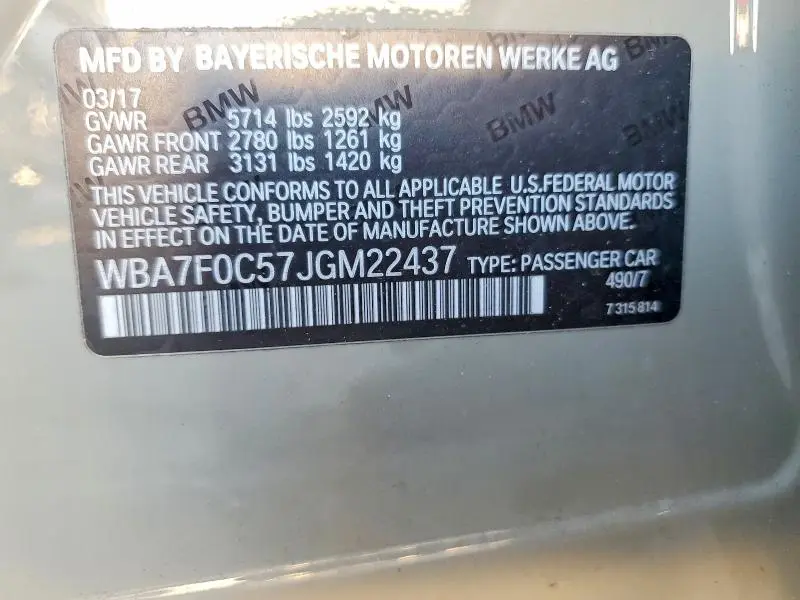 MFD BY BAYERISCHE MOTOREN WERKE AG
03/17
GVWR 5714 lbs 2592 kg
GAWR FRONT 2780 lbs 1261 kg
GAWR REAR 3131 lbs 1420 kg
THIS VEHICLE CONFORMS TO ALL APPLICABLE U.S.FEDERAL MOTOR
VEHICLE SAFETY, BUMPER AND THEFT PREVENTION STANDARDS
IN EFFECT ON THE DATE OF MANUFACTURE SHOWN ABOVE.
WBA7F0C57JGM22437 TYPE: PASSENGER CAR
490/7
7 315 814
BMW
BMW
BMW